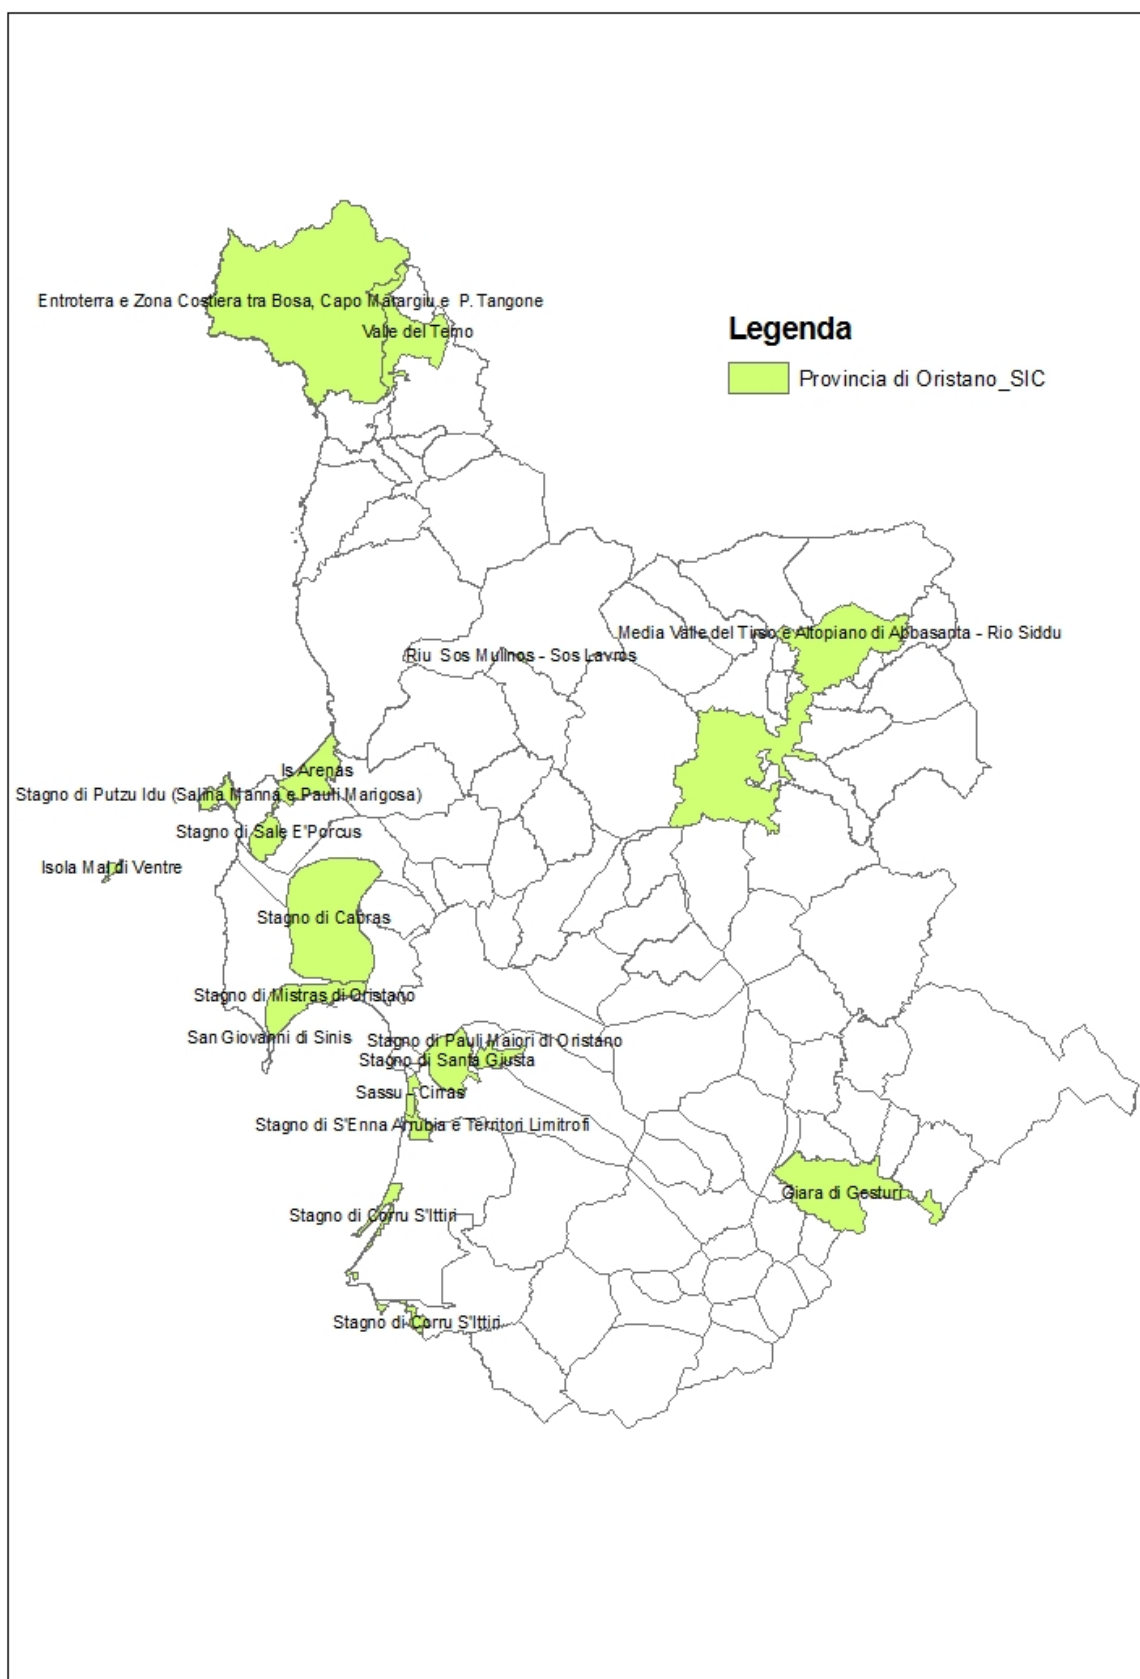 Entroterra e Zona Costiera tra Bosa, Capo Marargiu e P. Tangone
Valle del Temo
Legenda
Provincia di Oristano_SIC
Media Valle del Tirso e Altopiano di Abbasanta - Rio Siddu
Riu Sos Mulinos - Sos Lavros
Is Arenas
Stagno di Putzu Idu (Salina Manna e Pauli Marigosa)
Stagno di Sale E'Porcus
Isola Mal di Ventre
Stagno di Cabras
Stagno di Mistras di Oristano
San Giovanni di Sinis
Stagno di Pauli Maiori di Oristano
Stagno di Santa Giusta
Sassu - Cirras
Stagno di S'Enna Arrubia e Territori Limitrofi
Giara di Gesturi
Stagno di Corru S'Ittiri
Stagno di Corru S'Ittiri